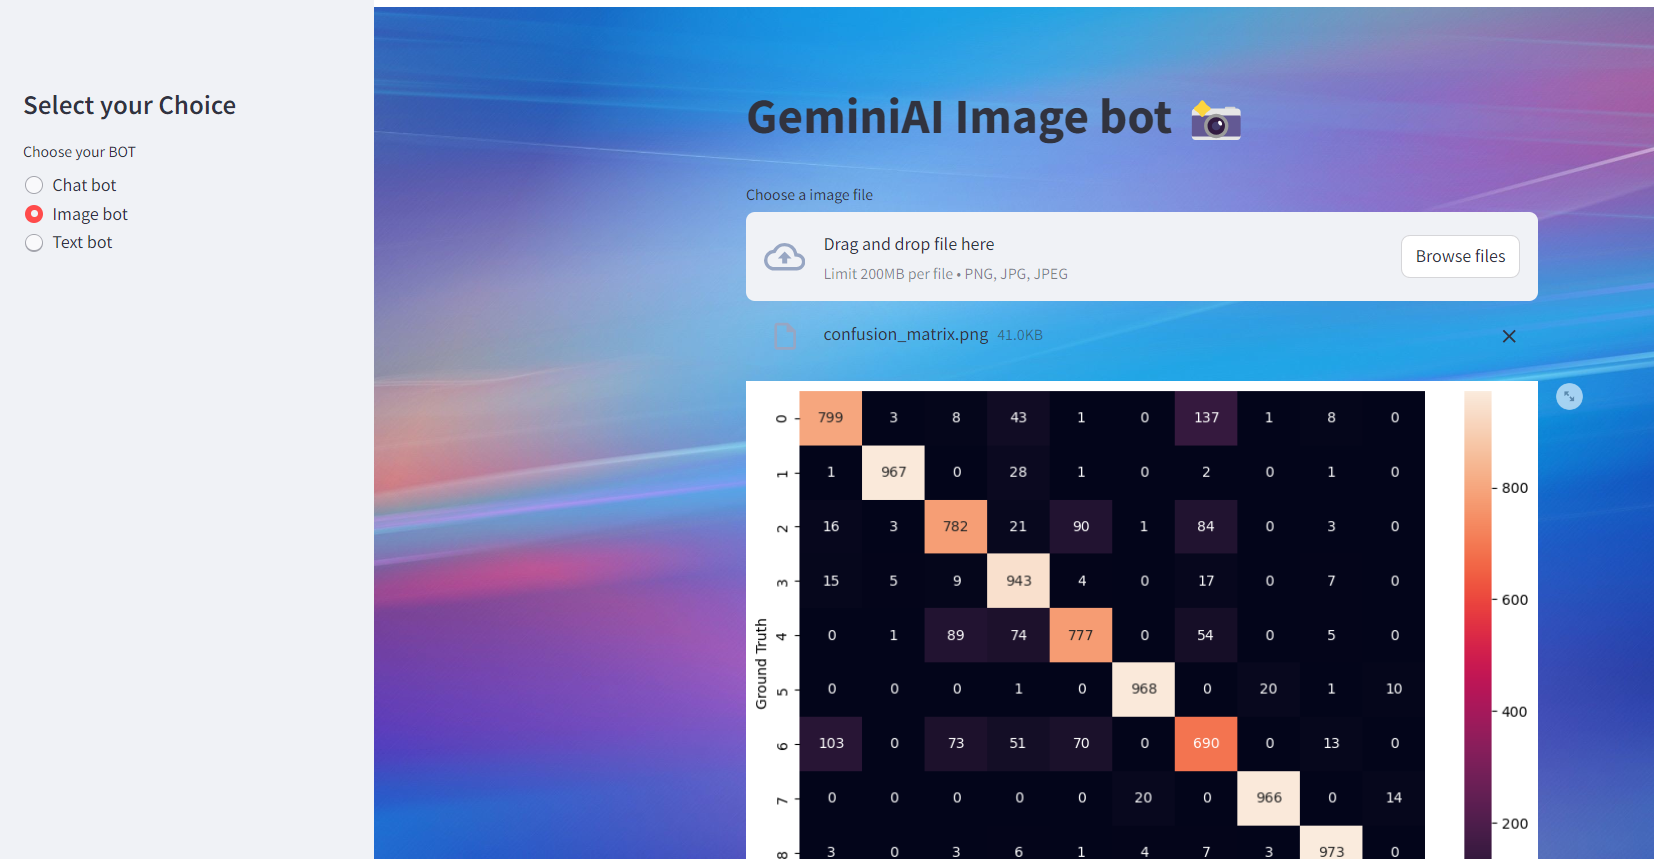 Select your Choice
Choose your BOT
Chat bot
Image bot
Text bot
GeminiAI Image bot
Choose a image file
Drag and drop file here
Limit 200MB per file • PNG, JPG, JPEG
Browse files
confusion_matrix.png 41.0KB
Ground Truth
0 799 3 8 43 1 0 137 1 8 0
1 1 967 0 28 1 0 2 0 1 0
2 16 3 782 21 90 1 84 0 3 0
3 15 5 9 943 4 0 17 0 7 0
4 0 1 89 74 777 0 54 0 5 0
5 0 0 0 1 0 968 0 20 1 10
6 103 0 73 51 70 0 690 0 13 0
7 0 0 0 0 0 20 0 966 0 14
8 3 0 3 6 1 4 7 3 973 0
800
600
400
200